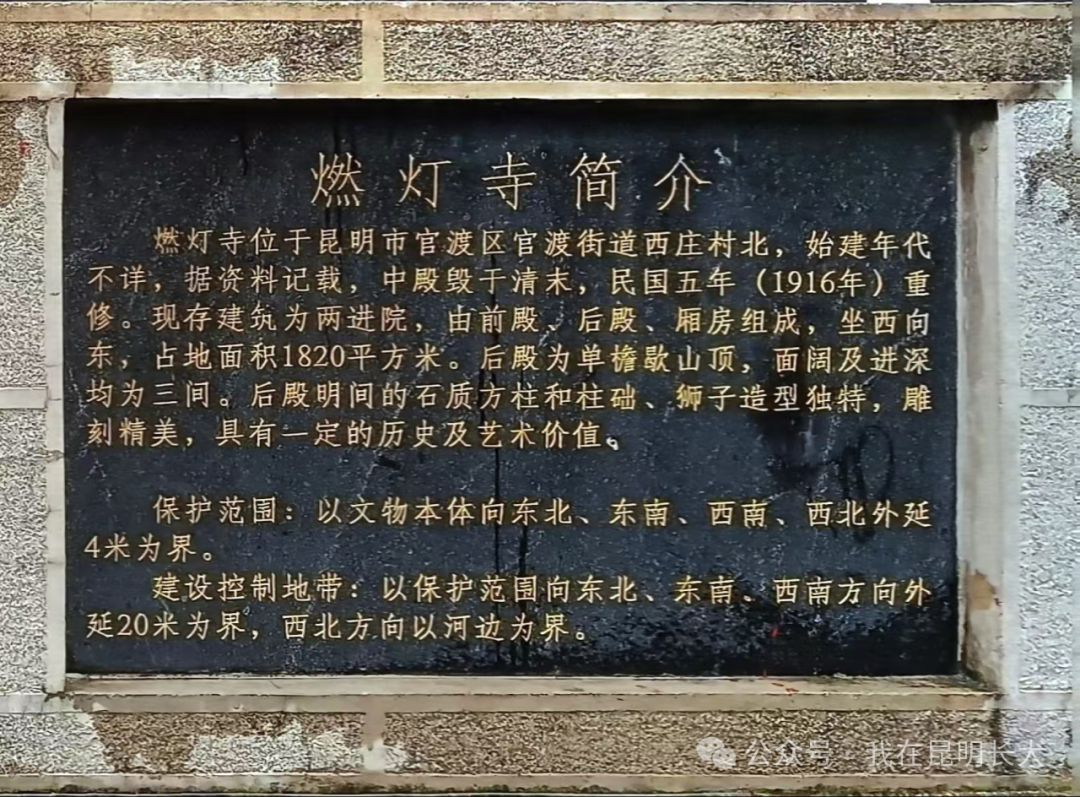 燃灯寺简介
燃灯寺位于昆明市官渡区官渡街道西庄村北，始建年代
不详，据资料记载，中殿毁于清末，民国五年（1916年）重
修。现存建筑为两进院，由前殿、后殿、厢房组成，坐西向
东，占地面积1820平方米。后殿为单檐歇山顶，面阔及进深
均为三间。后殿明间的石质方柱和柱础、狮子造型独特，雕
刻精美，具有一定的历史及艺术价值。
保护范围：以文物本体向东北、东南、西南、西北外延
4米为界。
建设控制地带：以保护范围向东北、东南、西南方向外
延20米为界，西北方向以河边为界。
公众号·我在昆明长大